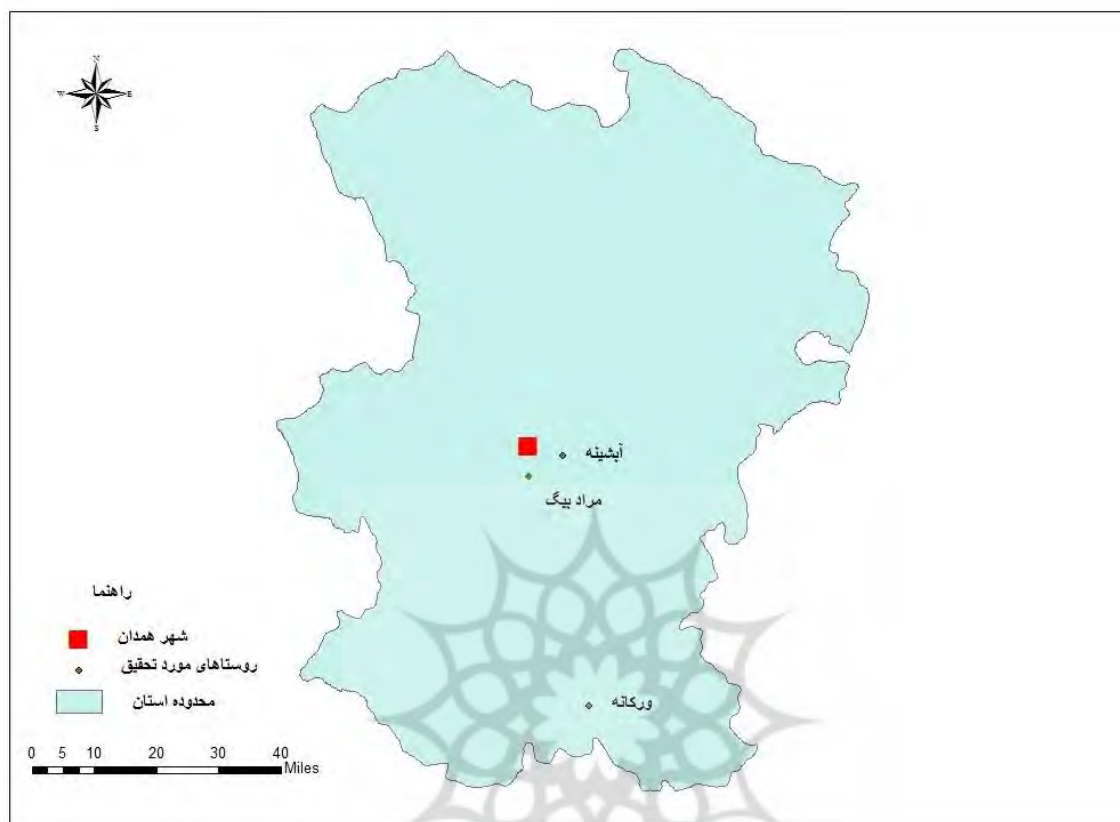 N
W E
S
آبشینه
مراد بیگ
راهنما
شهر همدان
روستاهای مورد تحقیق
محدوده استان
ورکانه
0 5 10 20 30 40
Miles